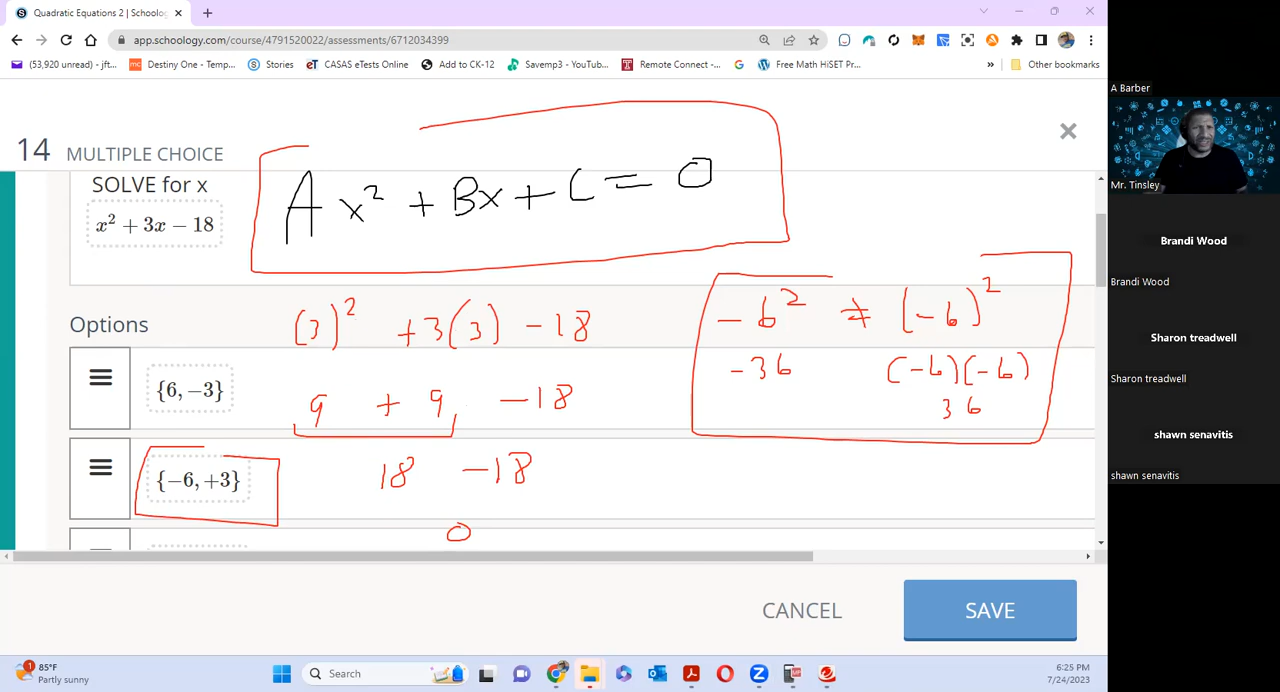 Quadratic Equations 2 | Schoolog
app.schoology.com/course/4791520022/assessments/6712034399
(53,920 unread) - jft...
Destiny One - Temp...
Stories
CASAS eTests Online
Add to CK-12
Savemp3 - YouTub...
Remote Connect -...
Free Math HiSET Pr...
»
Other bookmarks
14 MULTIPLE CHOICE
SOLVE for x
x² + 3x − 18
Ax² + Bx + C = 0
Options
(3)² + 3(3) − 18
−6² ≠ (−6)²
−36 (−6)(−6)
36
{6, −3}
9 + 9, − 18
{−6, +3}
18 − 18
0
CANCEL
SAVE
A Barber
Mr. Tinsley
Brandi Wood
Brandi Wood
Sharon treadwell
Sharon treadwell
shawn senavitis
shawn senavitis
1
85°F
Partly sunny
Search
6:25 PM
7/24/2023